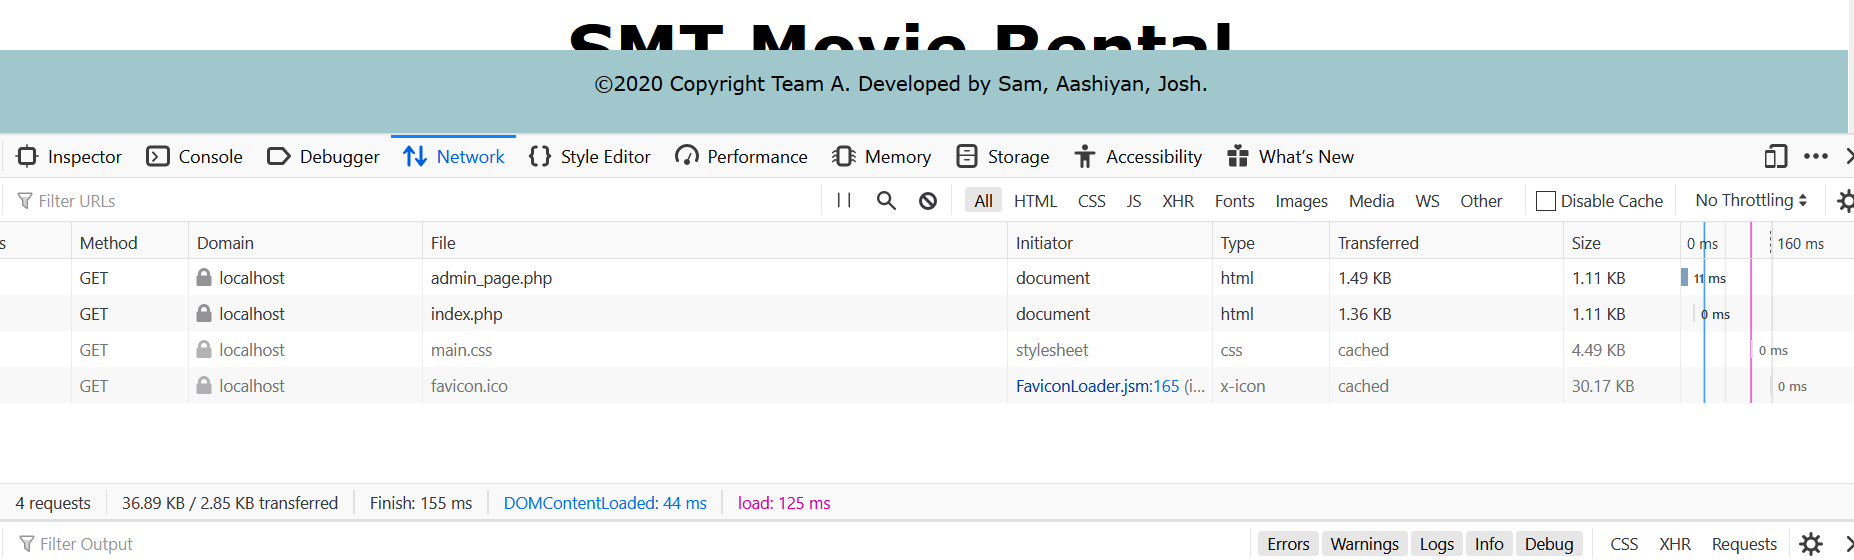 SMT Movie Rental
©2020 Copyright Team A. Developed by Sam, Aashiyan, Josh.
Inspector Console Debugger Network Style Editor Performance Memory Storage Accessibility What's New
Filter URLs All HTML CSS JS XHR Fonts Images Media WS Other Disable Cache No Throttling
s Method Domain File Initiator Type Transferred Size 0 ms 160 ms
GET localhost admin_page.php document html 1.49 KB 1.11 KB 11 ms
GET localhost index.php document html 1.36 KB 1.11 KB 0 ms
GET localhost main.css stylesheet css cached 4.49 KB 0 ms
GET localhost favicon.ico FaviconLoader.jsm:165 (i... x-icon cached 30.17 KB 0 ms
4 requests 36.89 KB / 2.85 KB transferred Finish: 155 ms DOMContentLoaded: 44 ms load: 125 ms
Filter Output Errors Warnings Logs Info Debug CSS XHR Requests